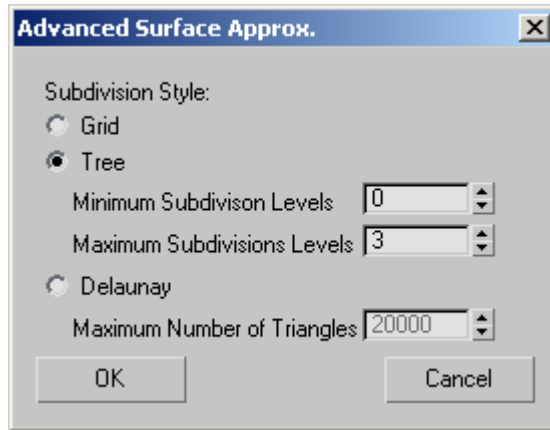 Advanced Surface Approx.
Subdivision Style:
Grid
Tree
Minimum Subdivison Levels 0
Maximum Subdivisions Levels 3
Delaunay
Maximum Number of Triangles 20000
OK Cancel